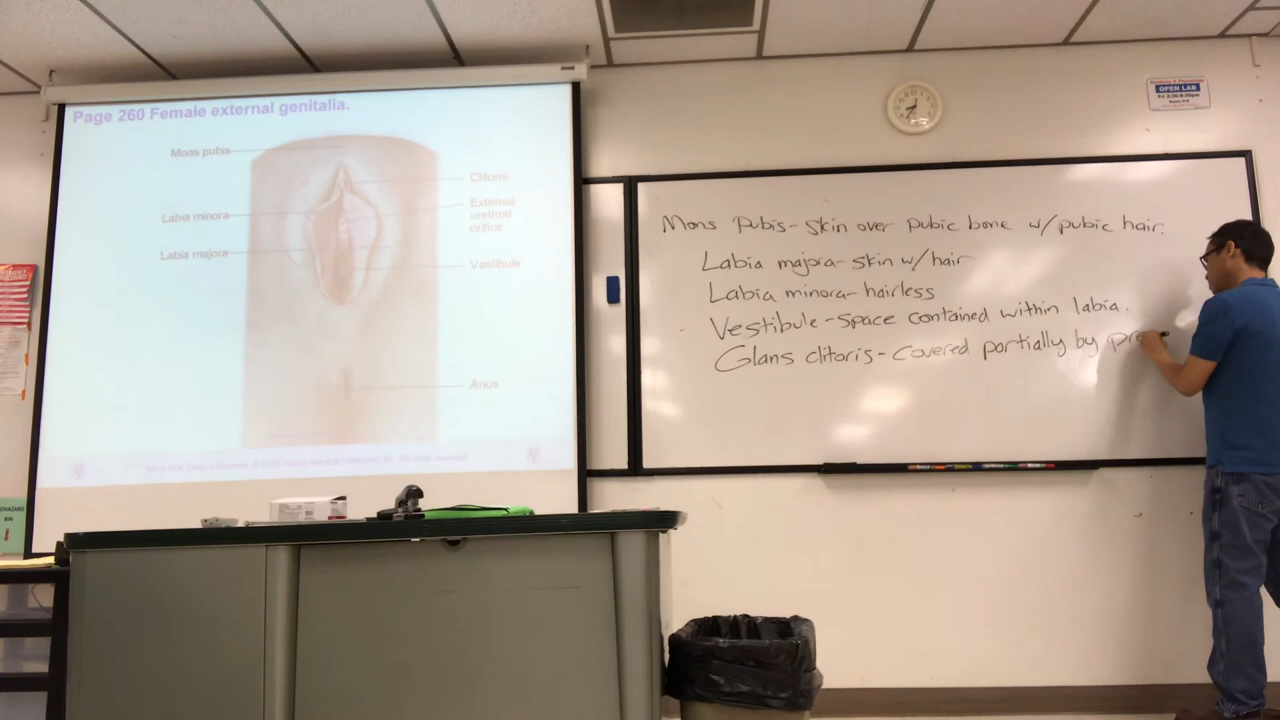 Page 260 Female external genitalia.
Mons pubis
Clitoris
Labia minora
External
urethral
orifice
Labia majora
Vestibule
Anus
Mons pubis- skin over pubic bone w/pubic hair.
Labia majora- skin w/hair
Labia minora- hairless
Vestibule - space contained within labia.
Glans clitoris - covered partially by pre
OPEN LAB
BIN